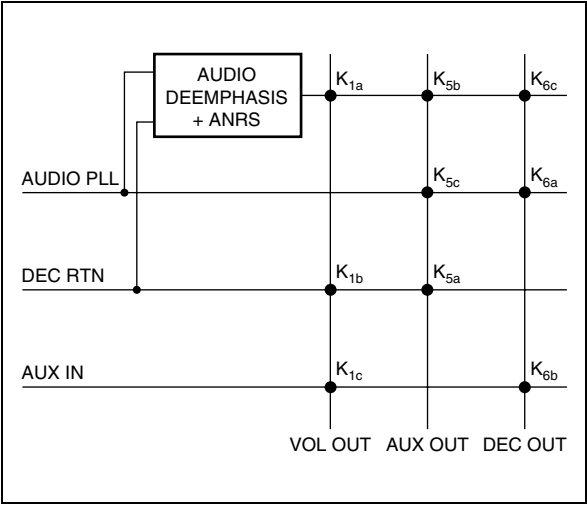 AUDIO
DEEMPHASIS
+ ANRS
K1a
K5b
K6c
AUDIO PLL
K5c
K6a
DEC RTN
K1b
K5a
AUX IN
K1c
K6b
VOL OUT AUX OUT DEC OUT